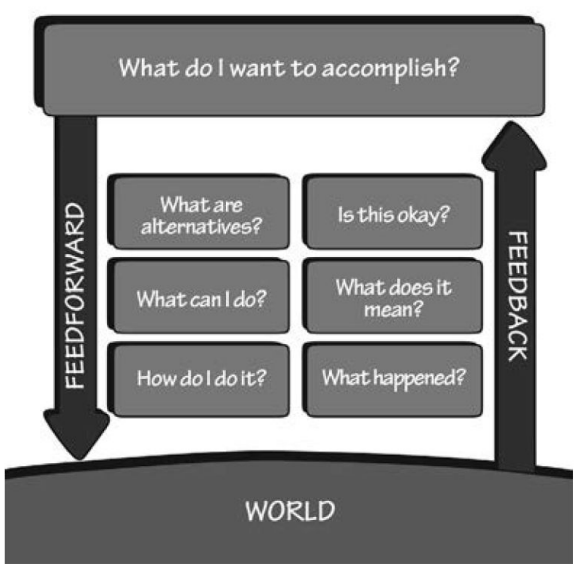 What do I want to accomplish?
FEEDFORWARD
What are
alternatives?
What can I do?
How do I do it?
Is this okay?
What does it
mean?
What happened?
FEEDBACK
WORLD